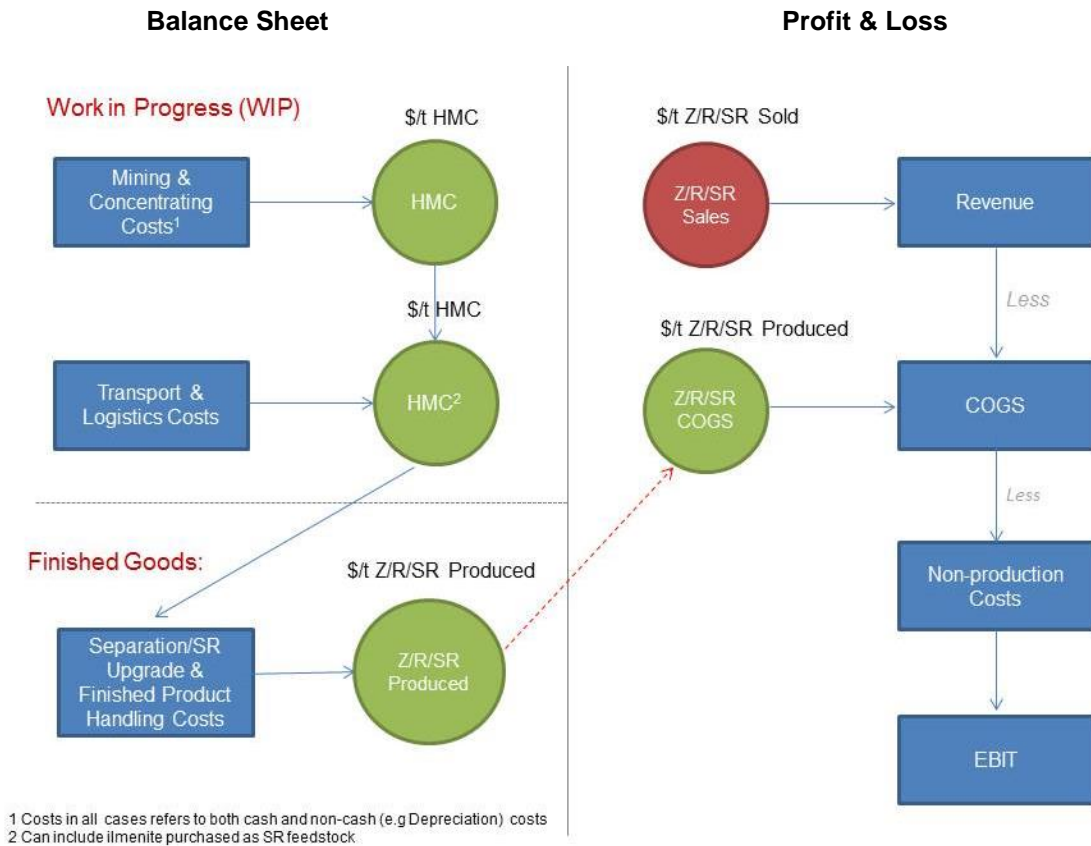 Balance Sheet
Profit & Loss
Work in Progress (WIP)
$/t HMC
Mining &
Concentrating
Costs1
HMC
$/t HMC
Transport &
Logistics Costs
HMC2
Finished Goods:
$/t Z/R/SR Produced
Separation/SR
Upgrade &
Finished Product
Handling Costs
Z/R/SR
Produced
$/t Z/R/SR Sold
Z/R/SR
Sales
Revenue
Less
$/t Z/R/SR Produced
Z/R/SR
COGS
COGS
Less
Non-production
Costs
EBIT
1 Costs in all cases refers to both cash and non-cash (e.g Depreciation) costs
2 Can include ilmenite purchased as SR feedstock